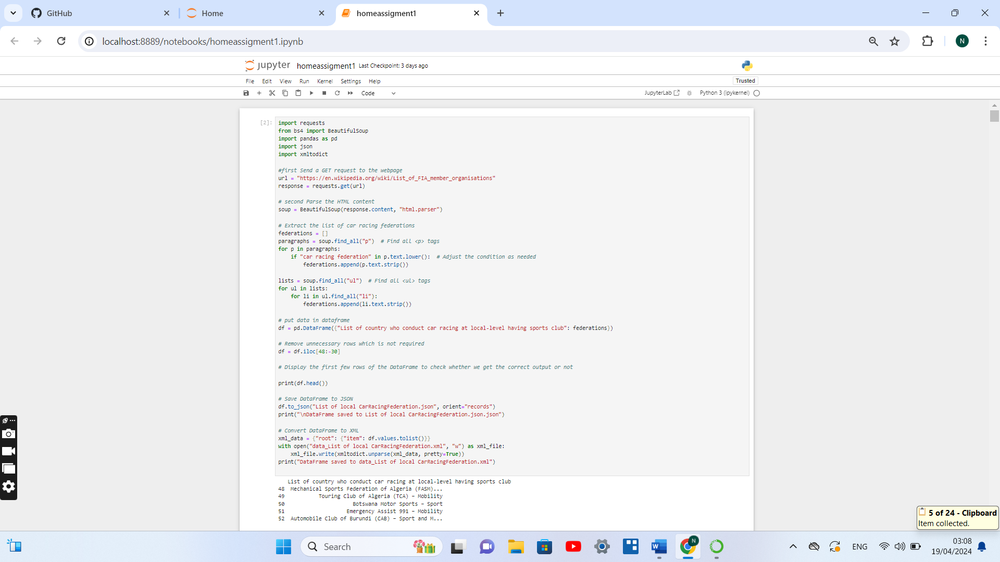 GitHub
Home
homeassigment1
localhost:8889/notebooks/homeassigment1.ipynb
N
jupyter homeassigment1 Last Checkpoint: 3 days ago
File Edit View Run Kernel Settings Help
Trusted
Code
JupyterLab
Python 3 (ipykernel)
[2]:
import requests
from bs4 import BeautifulSoup
import pandas as pd
import json
import xmltodict
#first Send a GET request to the webpage
url = "https://en.wikipedia.org/wiki/List_of_FIA_member_organisations"
response = requests.get(url)
# second Parse the HTML content
soup = BeautifulSoup(response.content, "html.parser")
# Extract the list of car racing federations
federations = []
paragraphs = soup.find_all("p")  # Find all <p> tags
for p in paragraphs:
    if "car racing federation" in p.text.lower():  # Adjust the condition as needed
        federations.append(p.text.strip())
lists = soup.find_all("ul")  # Find all <ul> tags
for ul in lists:
    for li in ul.find_all("li"):
        federations.append(li.text.strip())
# put data in dataframe
df = pd.DataFrame({"List of country who conduct car racing at local-level having sports club": federations})
# Remove unnecessary rows which is not required
df = df.iloc[48:-30]
# Display the first few rows of the DataFrame to check whether we get the correct output or not
print(df.head())
# Save DataFrame to JSON
df.to_json("List of local CarRacingFederation.json", orient="records")
print("\nDataFrame saved to List of local CarRacingFederation.json.json")
# Convert DataFrame to XML
xml_data = {"root": {"item": df.values.tolist()}}
with open("data_List of local CarRacingFederation.xml", "w") as xml_file:
    xml_file.write(xmltodict.unparse(xml_data, pretty=True))
print("DataFrame saved to data_List of local CarRacingFederation.xml")
List of country who conduct car racing at local-level having sports club
48 Mechanical Sports Federation of Algeria (FASM)...
49 Touring Club of Algeria (TCA) – Mobility
50 Botswana Motor Sports – Sport
51 Emergency Assist 991 – Mobility
52 Automobile Club of Burundi (CAB) – Sport and M...
5 of 24 - Clipboard
Item collected.
Search
N
ENG
03:08
19/04/2024